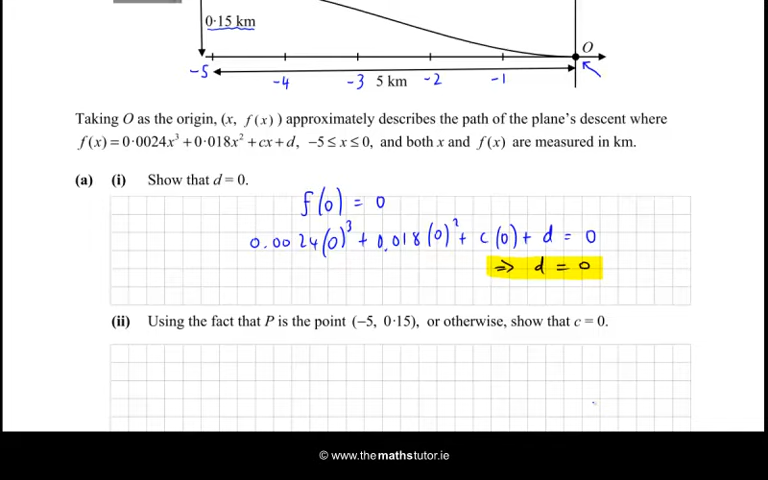 0·15 km
O
-5
-4 -3 5 km -2 -1
Taking O as the origin, (x, f(x)) approximately describes the path of the plane's descent where
f(x)=0·0024x³+0·018x²+cx+d, −5≤x≤0, and both x and f(x) are measured in km.
(a) (i) Show that d=0.
f(0) = 0
0.0024(0)³ + 0.018(0)² + c(0) + d = 0
⇒ d = 0
(ii) Using the fact that P is the point (−5, 0·15), or otherwise, show that c=0.
© www.themathstutor.ie